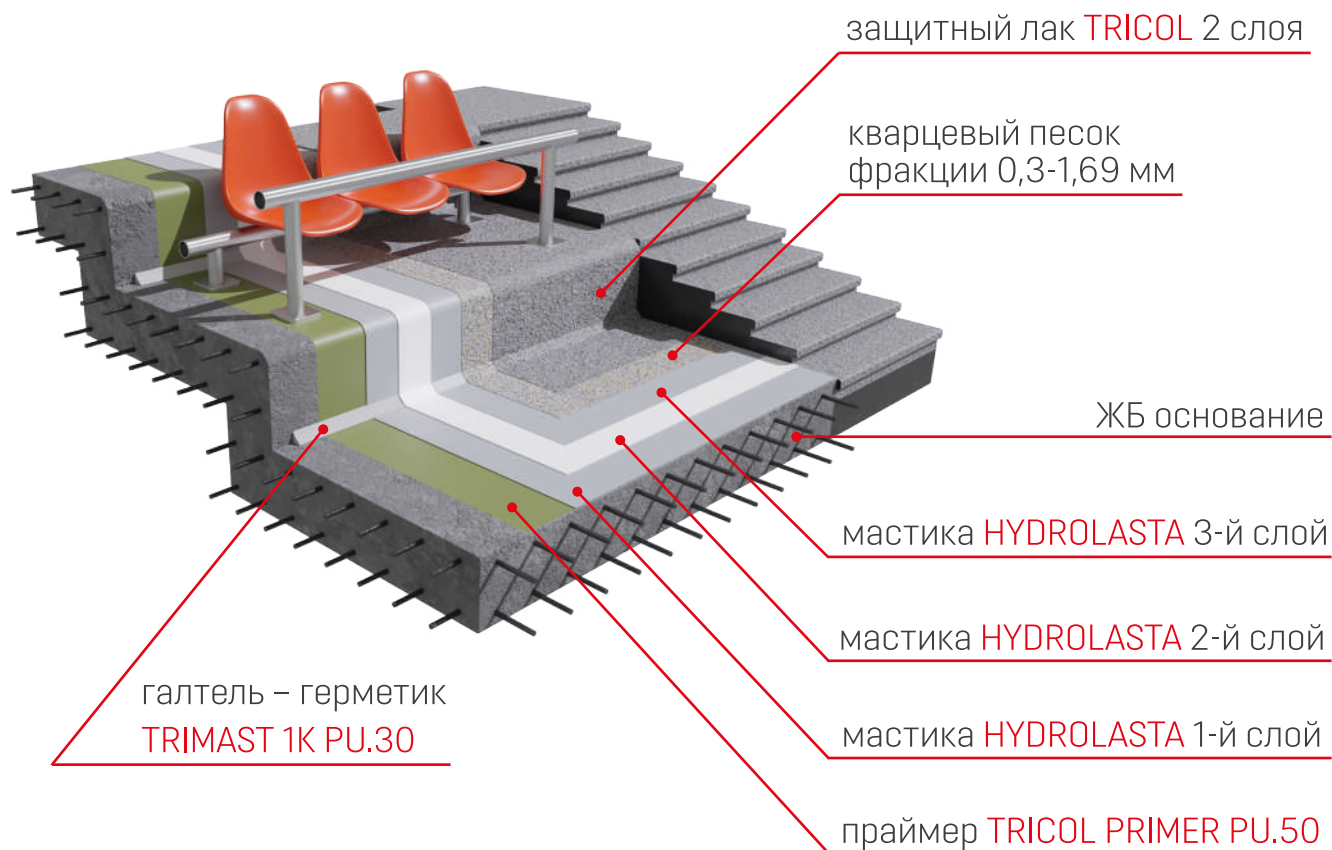 защитный лак TRICOL 2 слоя
кварцевый песок
фракции 0,3-1,69 мм
ЖБ основание
мастика HYDROLASTA 3-й слой
мастика HYDROLASTA 2-й слой
галтель – герметик
TRIMAST 1K PU.30
мастика HYDROLASTA 1-й слой
праймер TRICOL PRIMER PU.50